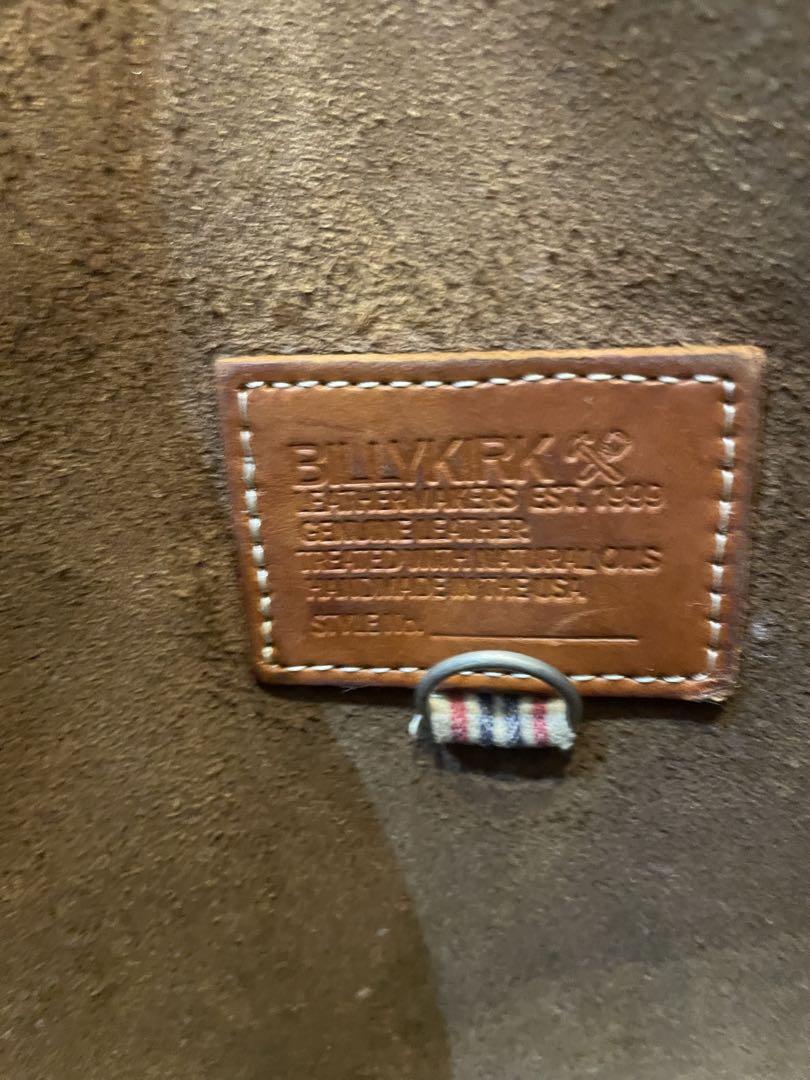 BILLYKIRK
LEATHERMAKERS EST. 1999
GENUINE LEATHER
TREATED WITH NATURAL OILS
HANDMADE IN THE USA
STYLE No.